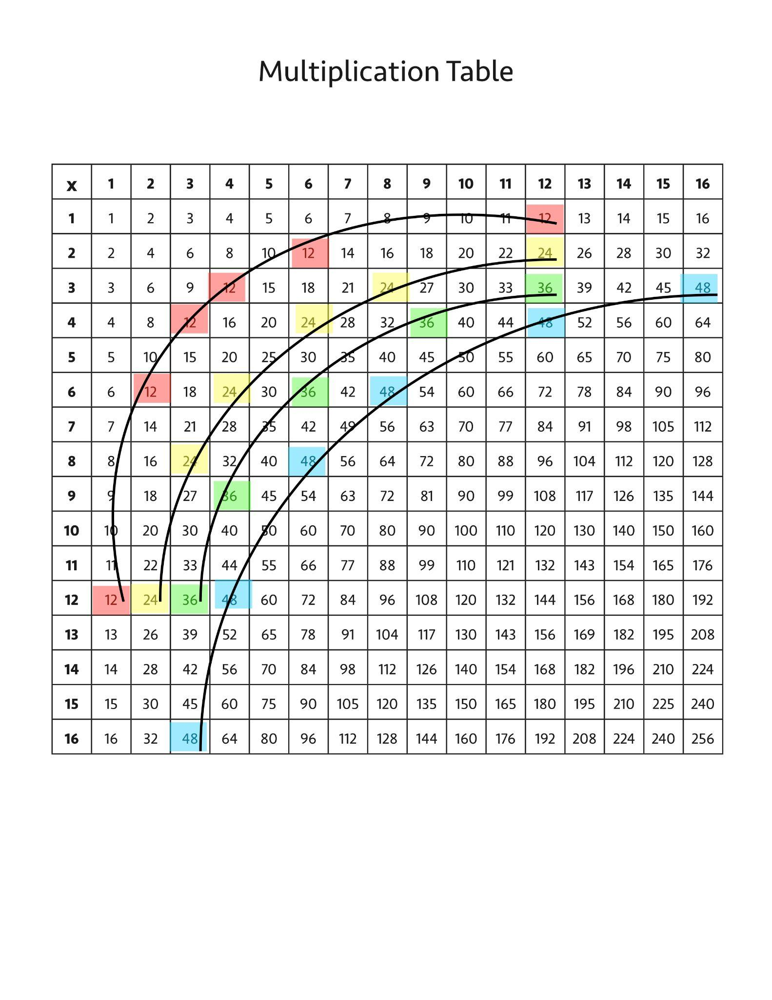 Multiplication Table
x 1 2 3 4 5 6 7 8 9 10 11 12 13 14 15 16
1 1 2 3 4 5 6 7 8 9 10 11 12 13 14 15 16
2 2 4 6 8 10 12 14 16 18 20 22 24 26 28 30 32
3 3 6 9 12 15 18 21 24 27 30 33 36 39 42 45 48
4 4 8 12 16 20 24 28 32 36 40 44 48 52 56 60 64
5 5 10 15 20 25 30 35 40 45 50 55 60 65 70 75 80
6 6 12 18 24 30 36 42 48 54 60 66 72 78 84 90 96
7 7 14 21 28 35 42 49 56 63 70 77 84 91 98 105 112
8 8 16 24 32 40 48 56 64 72 80 88 96 104 112 120 128
9 9 18 27 36 45 54 63 72 81 90 99 108 117 126 135 144
10 10 20 30 40 50 60 70 80 90 100 110 120 130 140 150 160
11 11 22 33 44 55 66 77 88 99 110 121 132 143 154 165 176
12 12 24 36 48 60 72 84 96 108 120 132 144 156 168 180 192
13 13 26 39 52 65 78 91 104 117 130 143 156 169 182 195 208
14 14 28 42 56 70 84 98 112 126 140 154 168 182 196 210 224
15 15 30 45 60 75 90 105 120 135 150 165 180 195 210 225 240
16 16 32 48 64 80 96 112 128 144 160 176 192 208 224 240 256